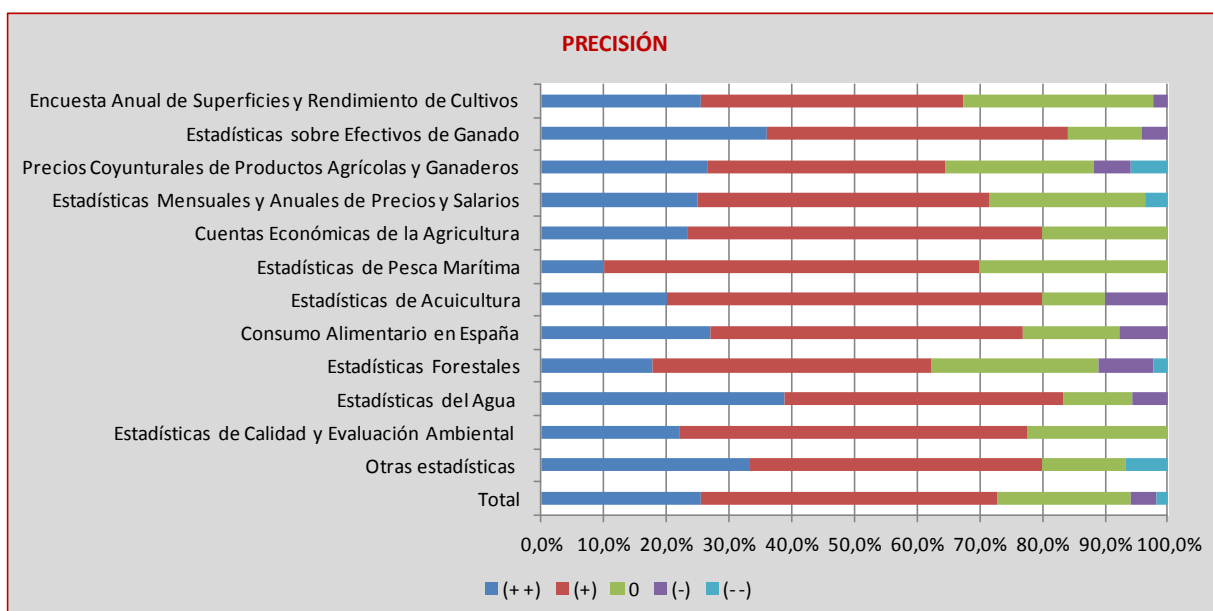 PRECISIÓN
Encuesta Anual de Superficies y Rendimiento de Cultivos
Estadísticas sobre Efectivos de Ganado
Precios Coyunturales de Productos Agrícolas y Ganaderos
Estadísticas Mensuales y Anuales de Precios y Salarios
Cuentas Económicas de la Agricultura
Estadísticas de Pesca Marítima
Estadísticas de Acuicultura
Consumo Alimentario en España
Estadísticas Forestales
Estadísticas del Agua
Estadísticas de Calidad y Evaluación Ambiental
Otras estadísticas
Total
0,0% 10,0% 20,0% 30,0% 40,0% 50,0% 60,0% 70,0% 80,0% 90,0% 100,0%
(++) (+) 0 (-) (--)